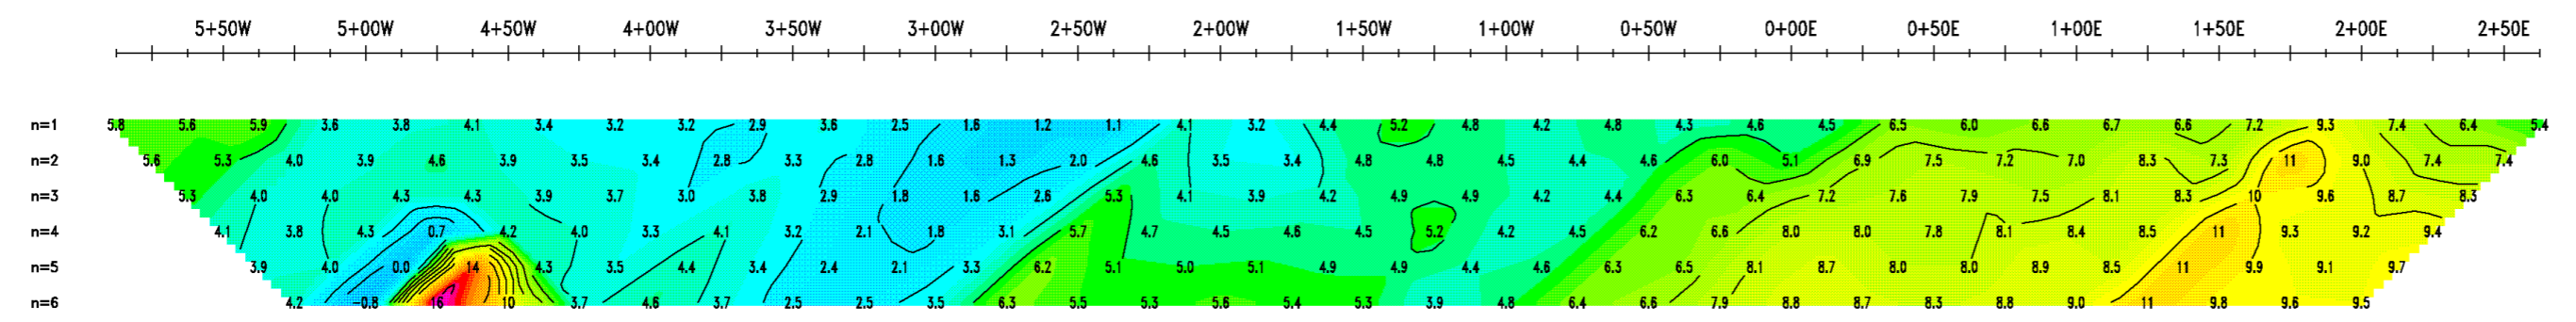 5+50W 5+00W 4+50W 4+00W 3+50W 3+00W 2+50W 2+00W 1+50W 1+00W 0+50W 0+00E 0+50E 1+00E 1+50E 2+00E 2+50E
n=1 5.8 5.6 5.9 3.6 3.8 4.1 3.4 3.2 3.2 2.9 3.6 2.5 1.6 1.2 1.1 4.1 3.2 4.4 5.2 4.8 4.2 4.8 4.3 4.6 4.5 6.5 6.0 6.6 6.7 6.6 7.2 9.3 7.4 6.4 5.4
n=2 5.6 5.3 4.0 3.9 4.6 3.9 3.5 3.4 2.8 3.3 2.8 1.6 1.3 2.0 4.6 3.5 3.4 4.8 4.8 4.5 4.4 4.6 6.0 5.1 6.9 7.5 7.2 7.0 8.3 7.3 11 9.0 7.4 7.4
n=3 5.3 4.0 4.0 4.3 4.3 3.9 3.7 3.0 3.8 2.9 1.8 1.6 2.6 5.3 4.1 3.9 4.2 4.9 4.9 4.2 4.4 6.3 6.4 7.2 7.6 7.9 7.5 8.1 8.3 10 9.6 8.7 8.3
n=4 4.1 3.8 4.3 0.7 4.2 4.0 3.3 4.1 3.2 2.1 1.8 3.1 5.7 4.7 4.5 4.6 4.5 5.2 4.2 4.5 6.2 6.6 8.0 8.0 7.8 8.1 8.4 8.5 11 9.3 9.2 9.4
n=5 3.9 4.0 0.0 14 4.3 3.5 4.4 3.4 2.4 2.1 3.3 6.2 5.1 5.0 5.1 4.9 4.9 4.4 4.6 6.3 6.5 8.1 8.7 8.0 8.0 8.9 8.5 11 9.9 9.1 9.7
n=6 4.2 -0.8 16 10 3.7 4.6 3.7 2.5 2.5 3.5 6.3 5.5 5.3 5.6 5.4 5.3 3.9 4.8 6.4 6.6 7.9 8.8 8.7 8.3 8.8 9.0 11 9.8 9.6 9.5